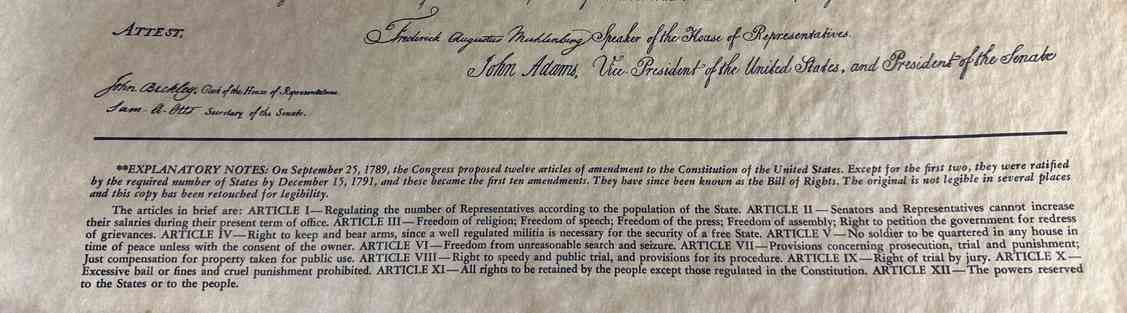 ATTEST,
Frederick Augustus Muhlenberg Speaker of the House of Representatives.
John Adams, Vice-President of the United States, and President of the Senate
John Beckley, Clerk of the House of Representatives.
Sam. A. Otis Secretary of the Senate.
**EXPLANATORY NOTES: On September 25, 1789, the Congress proposed twelve articles of amendment to the Constitution of the United States. Except for the first two, they were ratified
by the required number of States by December 15, 1791, and these became the first ten amendments. They have since been known as the Bill of Rights. The original is not legible in several places
and this copy has been retouched for legibility.
The articles in brief are: ARTICLE I—Regulating the number of Representatives according to the population of the State. ARTICLE II—Senators and Representatives cannot increase
their salaries during their present term of office. ARTICLE III—Freedom of religion; Freedom of speech; Freedom of the press; Freedom of assembly; Right to petition the government for redress
of grievances. ARTICLE IV—Right to keep and bear arms, since a well regulated militia is necessary for the security of a free State. ARTICLE V—No soldier to be quartered in any house in
time of peace unless with the consent of the owner. ARTICLE VI—Freedom from unreasonable search and seizure. ARTICLE VII—Provisions concerning prosecution, trial and punishment;
Just compensation for property taken for public use. ARTICLE VIII—Right to speedy and public trial, and provisions for its procedure. ARTICLE IX—Right of trial by jury. ARTICLE X—
Excessive bail or fines and cruel punishment prohibited. ARTICLE XI—All rights to be retained by the people except those regulated in the Constitution. ARTICLE XII—The powers reserved
to the States or to the people.